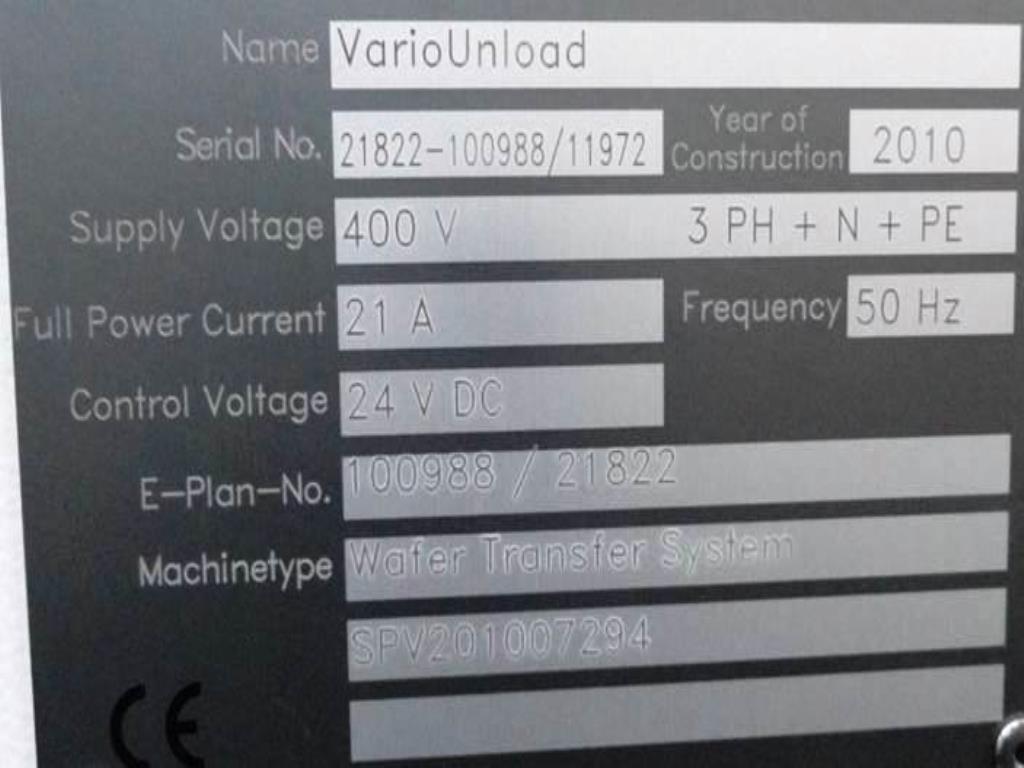 Name VarioUnload
Serial No. 21822-100988/11972 Year of Construction 2010
Supply Voltage 400 V 3 PH + N + PE
Full Power Current 21 A Frequency 50 Hz
Control Voltage 24 V DC
E-Plan-No. 100988 / 21822
Machinetype Wafer Transfer System
SPV201007294
CE